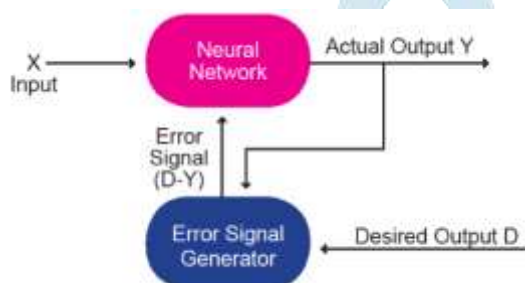 X
Input
Neural
Network
Actual Output Y
Error
Signal
(D-Y)
Error Signal
Generator
Desired Output D